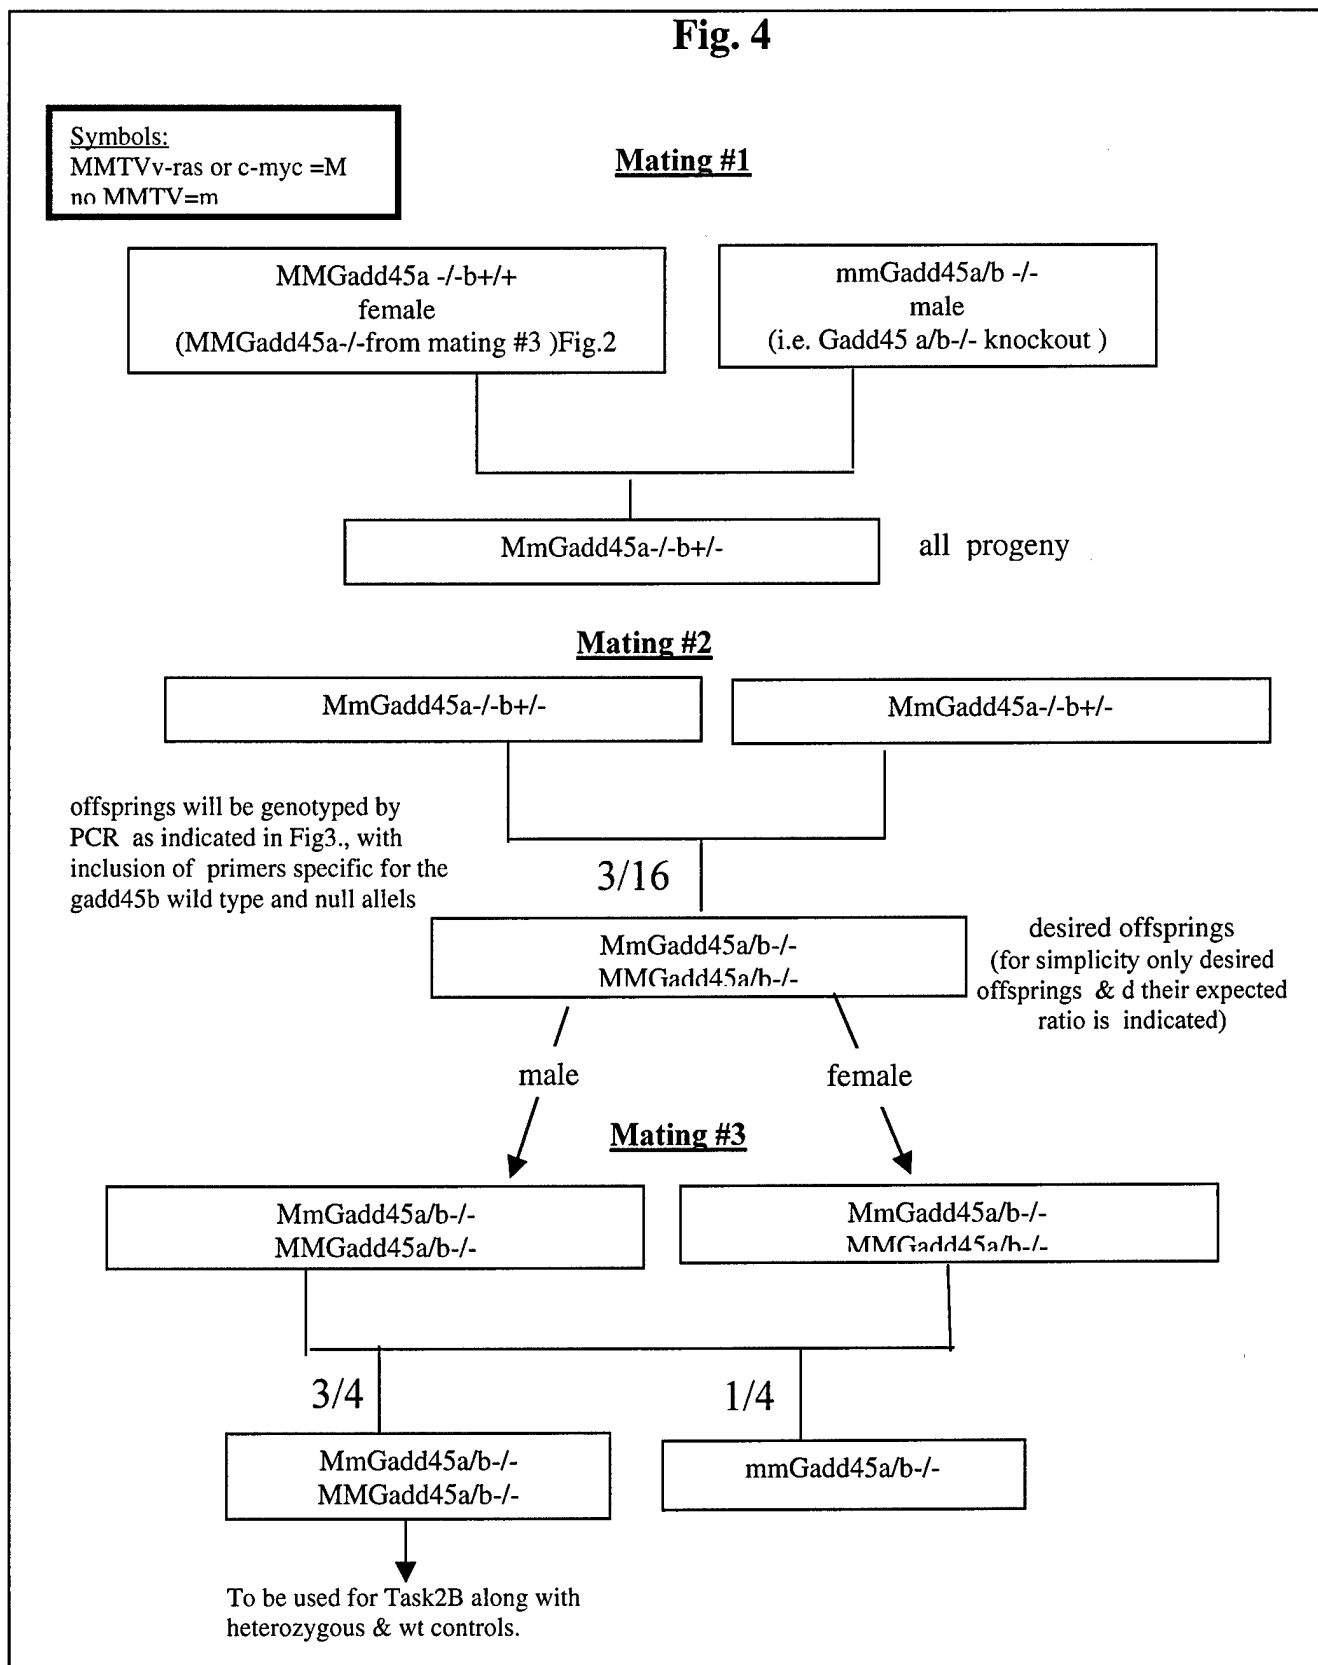 Fig. 4
Symbols:
MMTVv-ras or c-myc =M
no MMTV=m
Mating #1
MMGadd45a -/-b+/+
female
(MMGadd45a-/-from mating #3 )Fig.2
mmGadd45a/b -/-
male
(i.e. Gadd45 a/b-/- knockout )
MmGadd45a-/-b+/-
all progeny
Mating #2
MmGadd45a-/-b+/-
MmGadd45a-/-b+/-
offsprings will be genotyped by
PCR as indicated in Fig3., with
inclusion of primers specific for the
gadd45b wild type and null allels
3/16
MmGadd45a/b-/-
MMGadd45a/b-/-
desired offsprings
(for simplicity only desired
offsprings & d their expected
ratio is indicated)
male
female
Mating #3
MmGadd45a/b-/-
MMGadd45a/b-/-
MmGadd45a/b-/-
MMGadd45a/b-/-
3/4
1/4
MmGadd45a/b-/-
MMGadd45a/b-/-
mmGadd45a/b-/-
To be used for Task2B along with
heterozygous & wt controls.